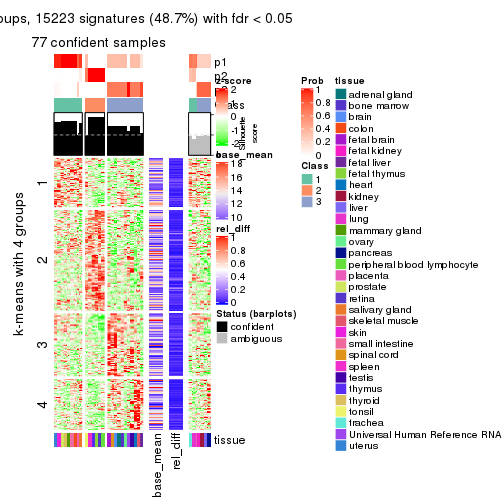 oups, 15223 signatures (48.7%) with fdr < 0.05
77 confident samples
p1
p2
z-score
2
1
0
-1
-2
Silhouette
score
base_mean
18
16
14
12
10
rel_diff
1
0.8
0.6
0.4
0.2
0
Status (barplots)
confident
ambiguous
Prob
1
0.8
0.6
0.4
0.2
0
Class
1
2
3
tissue
adrenal gland
bone marrow
brain
colon
fetal brain
fetal kidney
fetal liver
fetal thymus
heart
kidney
liver
lung
mammary gland
ovary
pancreas
peripheral blood lymphocyte
placenta
prostate
retina
salivary gland
skeletal muscle
skin
small intestine
spinal cord
spleen
testis
thymus
thyroid
tonsil
trachea
Universal Human Reference RNA
uterus
k-means with 4 groups
1
2
3
4
tissue
base_mean
rel_diff